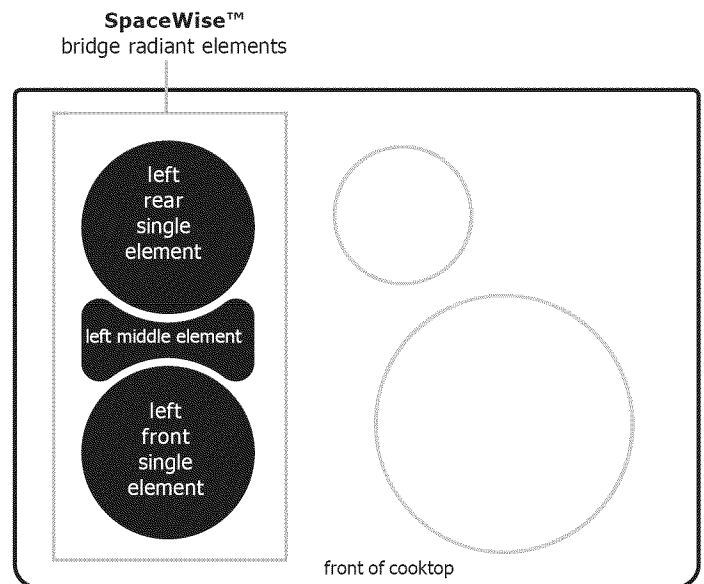 SpaceWise™
bridge radiant elements
left
rear
single
element
left middle element
left
front
single
element
front of cooktop